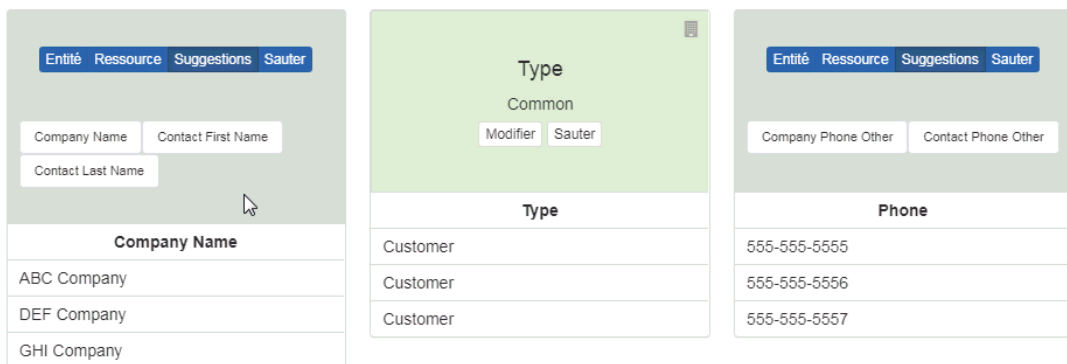 Entité Ressource Suggestions Sauter
Company Name Contact First Name
Contact Last Name
Company Name
ABC Company
DEF Company
GHI Company
Type
Common
Modifier Sauter
Type
Customer
Customer
Customer
Entité Ressource Suggestions Sauter
Company Phone Other Contact Phone Other
Phone
555-555-5555
555-555-5556
555-555-5557